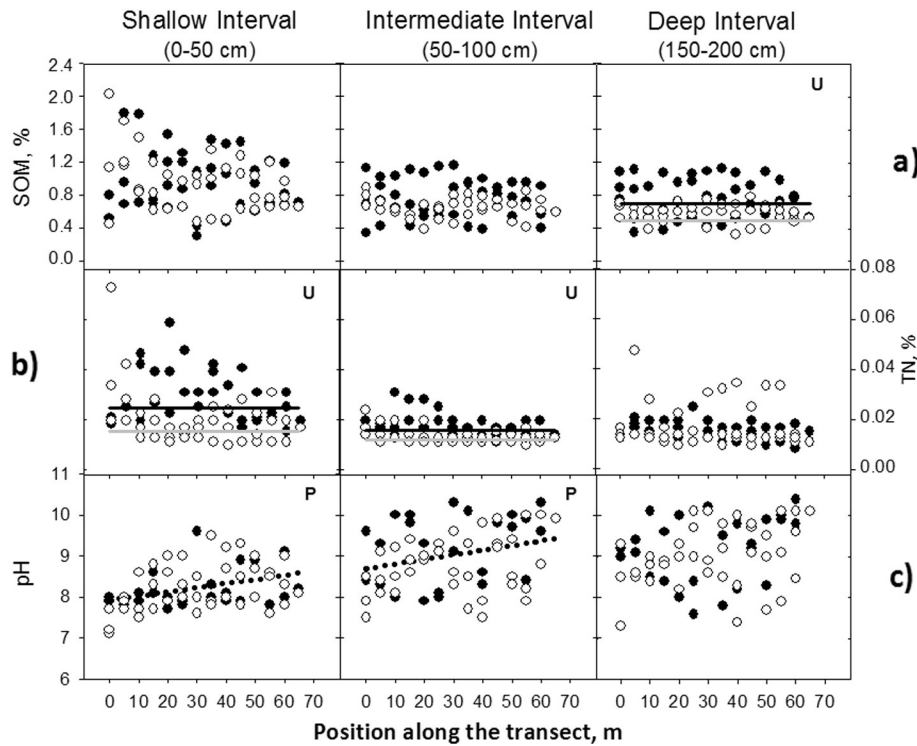 Shallow Interval
(0-50 cm)
Intermediate Interval
(50-100 cm)
Deep Interval
(150-200 cm)
2.4
2.0
1.6
1.2
0.8
0.4
0.0
SOM, %
U
a)
b)
U
U
0.08
0.06
0.04
0.02
0.00
TN, %
11
10
9
8
7
6
pH
P
P
c)
0 10 20 30 40 50 60 70
0 10 20 30 40 50 60 70
0 10 20 30 40 50 60 70
Position along the transect, m